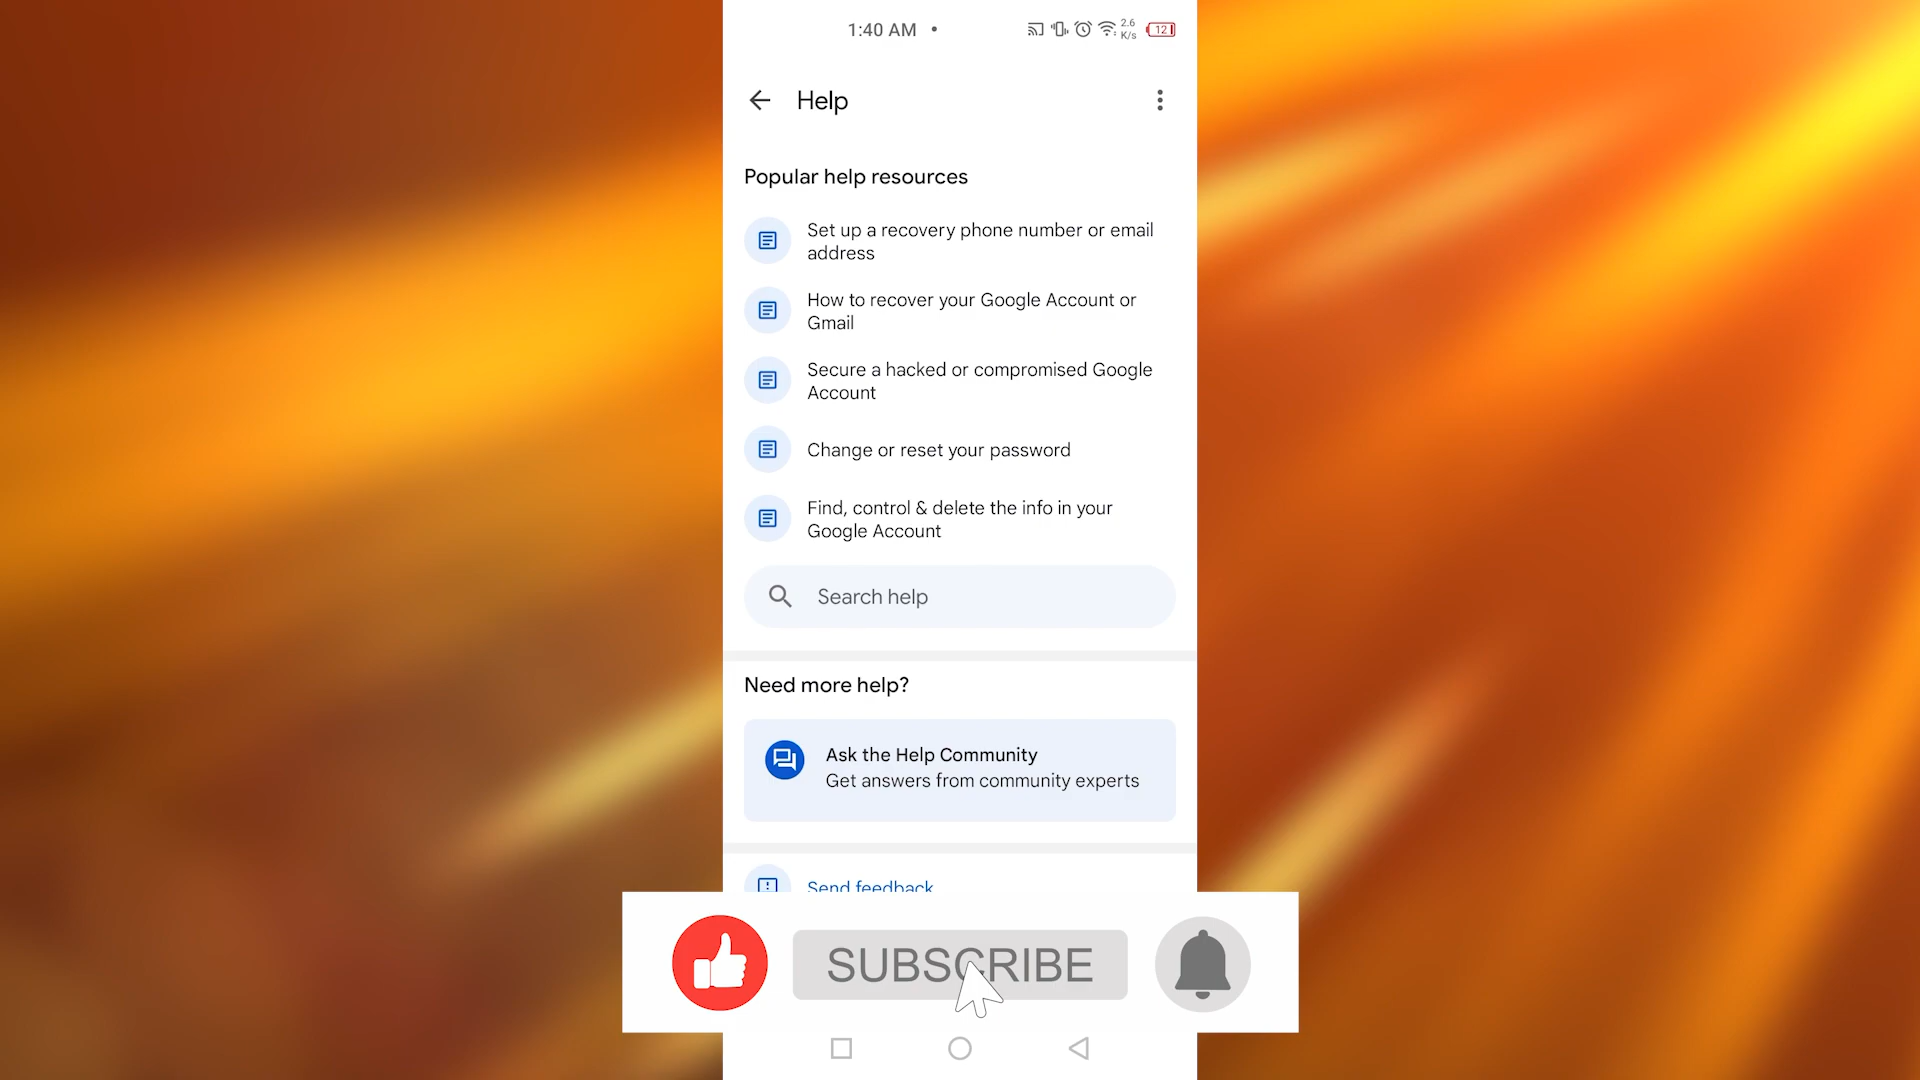 1:40 AM
2.6
K/s
12
Help
Popular help resources
Set up a recovery phone number or email
address
How to recover your Google Account or
Gmail
Secure a hacked or compromised Google
Account
Change or reset your password
Find, control & delete the info in your
Google Account
Search help
Need more help?
Ask the Help Community
Get answers from community experts
Send feedback
SUBSCRIBE